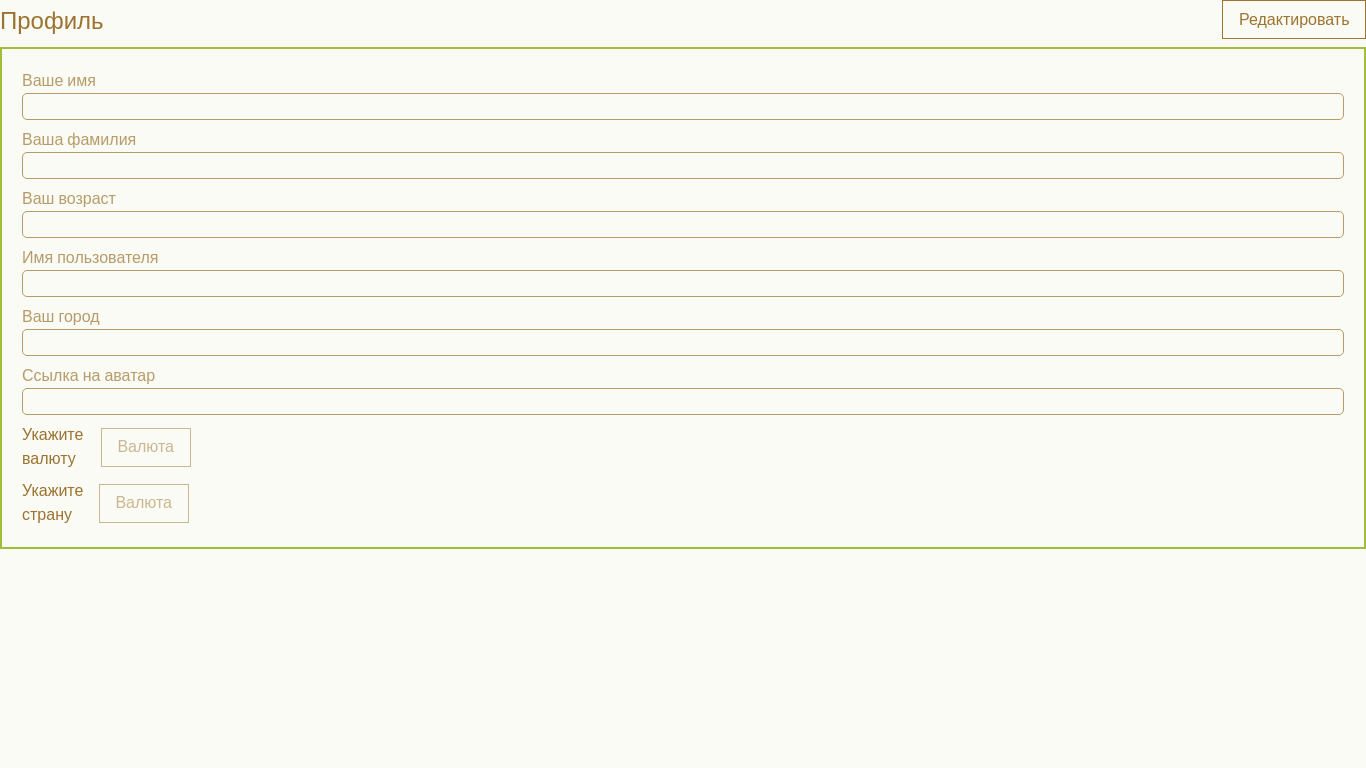 Профиль
Редактировать
Ваше имя
Ваша фамилия
Ваш возраст
Имя пользователя
Ваш город
Ссылка на аватар
Укажите
валюту
Валюта
Укажите
страну
Валюта